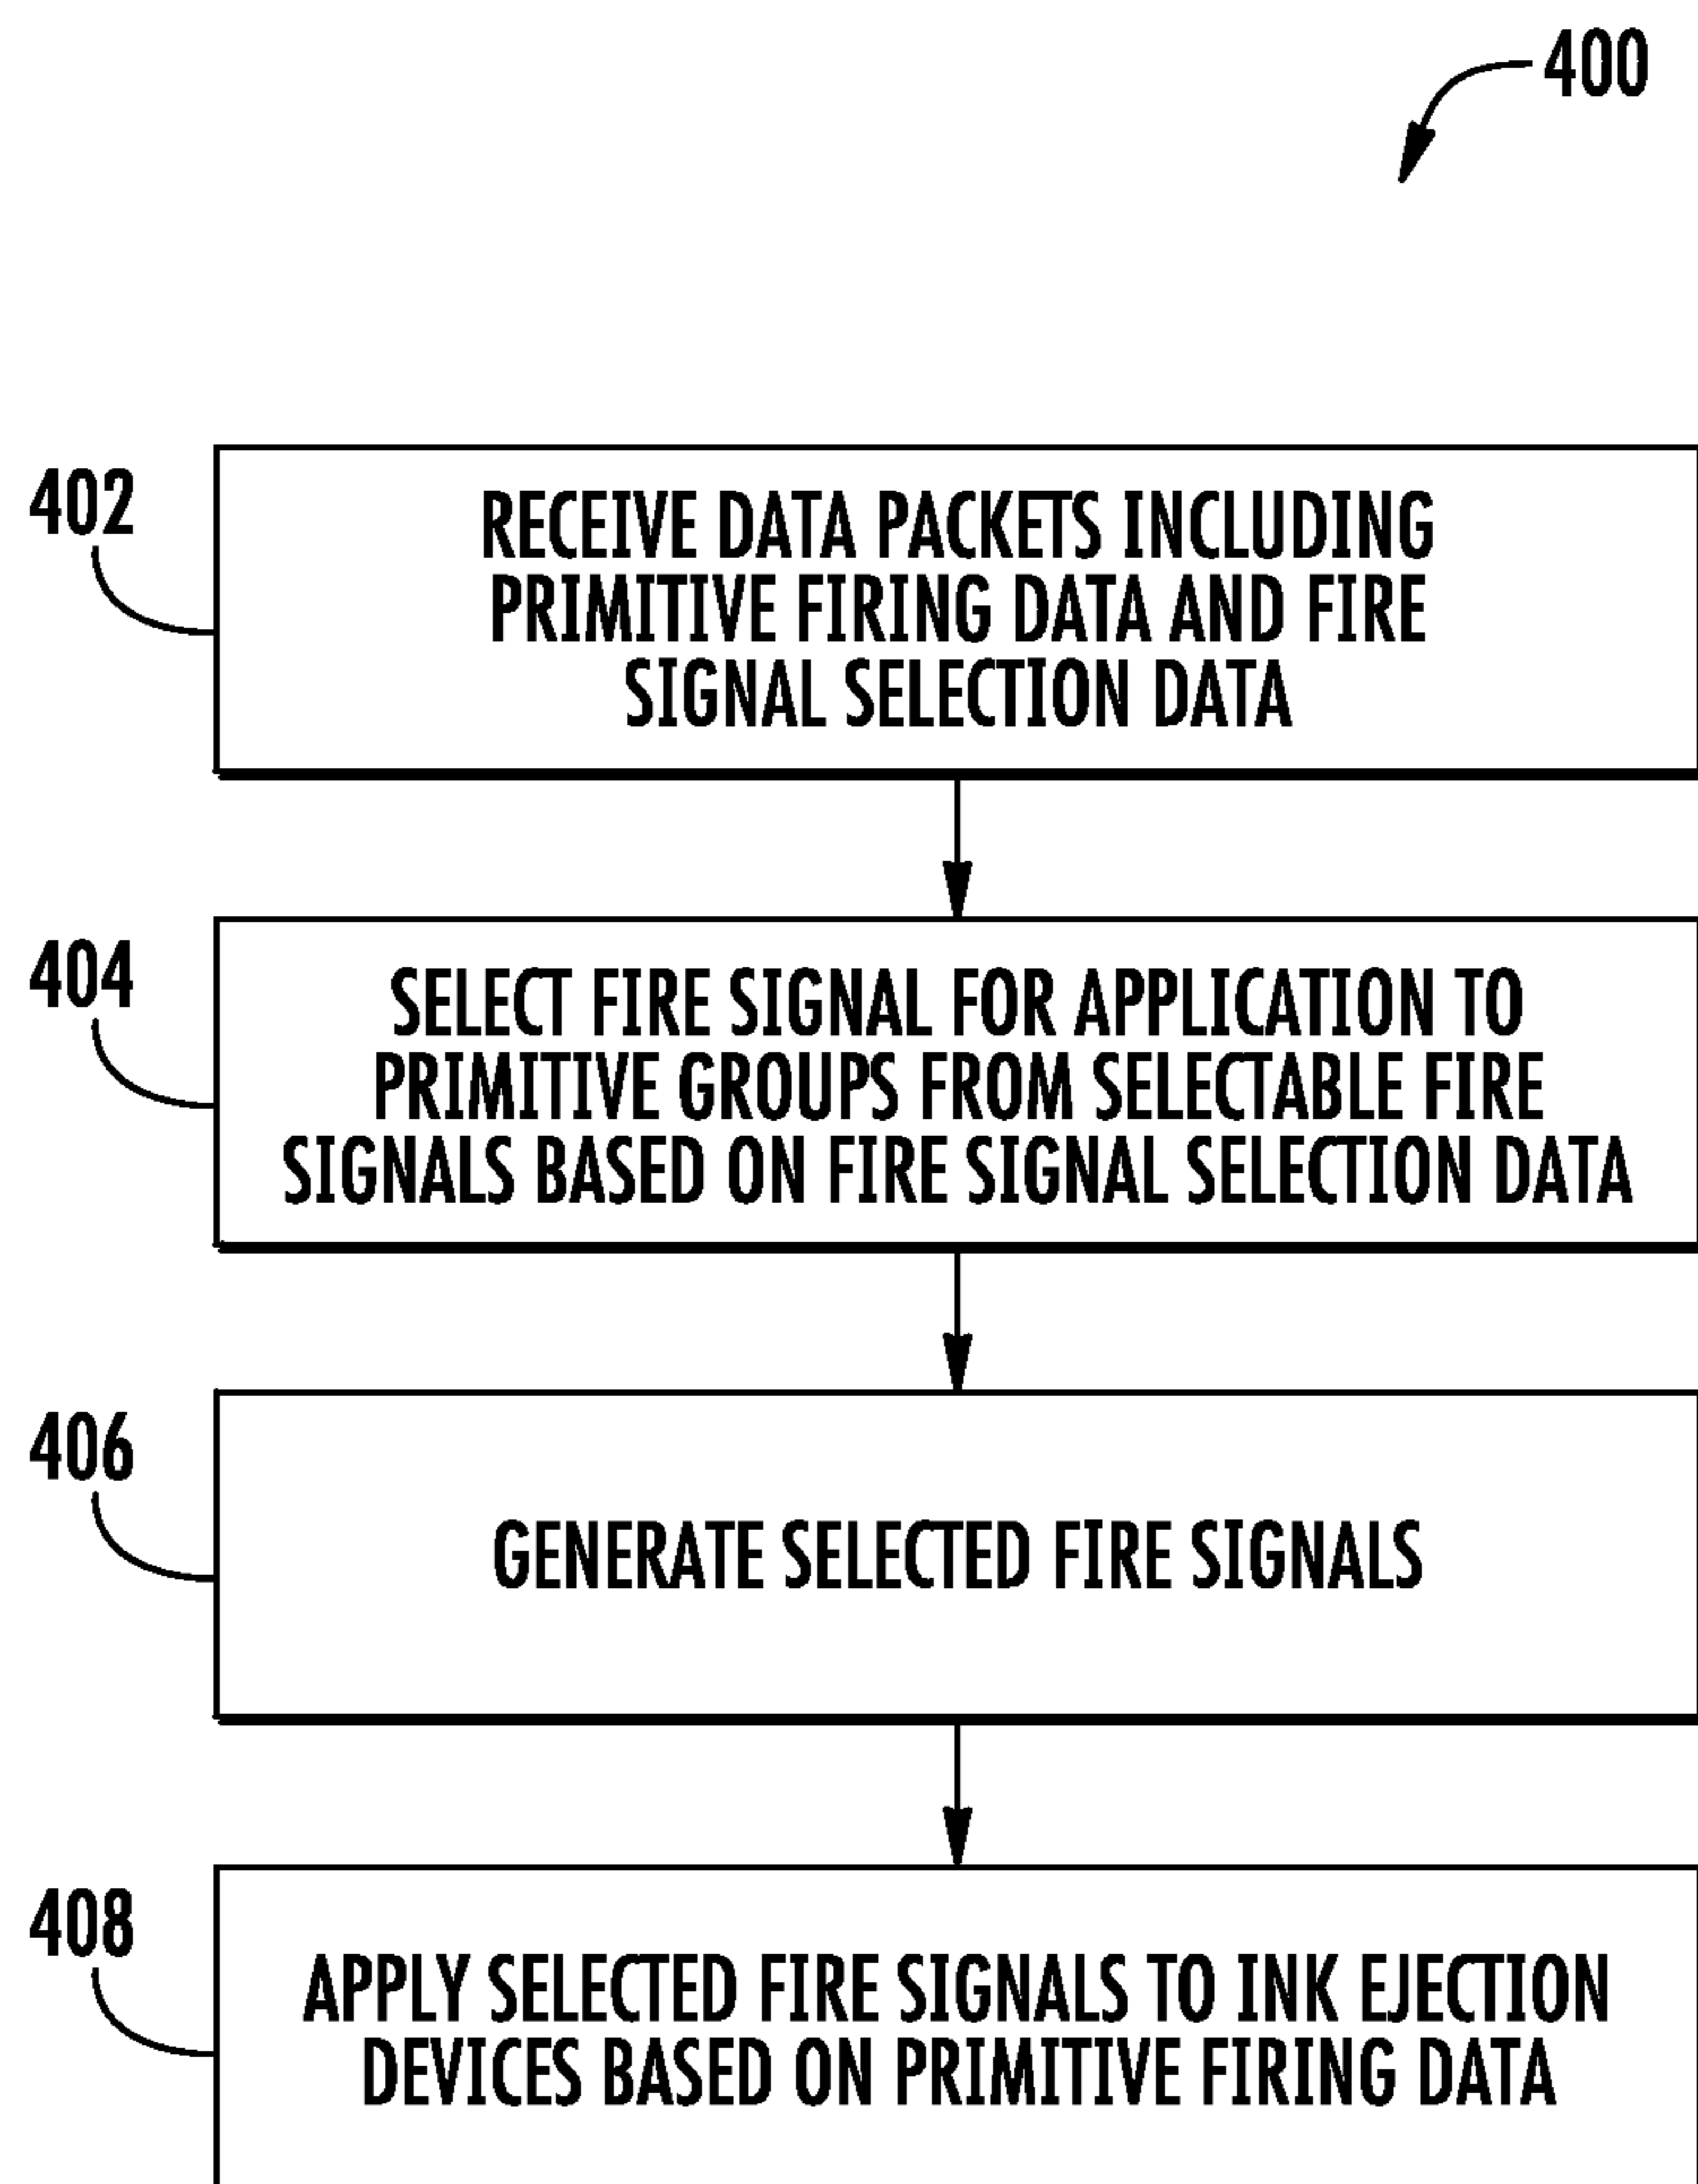 400
402
RECEIVE DATA PACKETS INCLUDING
PRIMITIVE FIRING DATA AND FIRE
SIGNAL SELECTION DATA
404
SELECT FIRE SIGNAL FOR APPLICATION TO
PRIMITIVE GROUPS FROM SELECTABLE FIRE
SIGNALS BASED ON FIRE SIGNAL SELECTION DATA
406
GENERATE SELECTED FIRE SIGNALS
408
APPLY SELECTED FIRE SIGNALS TO INK EJECTION
DEVICES BASED ON PRIMITIVE FIRING DATA